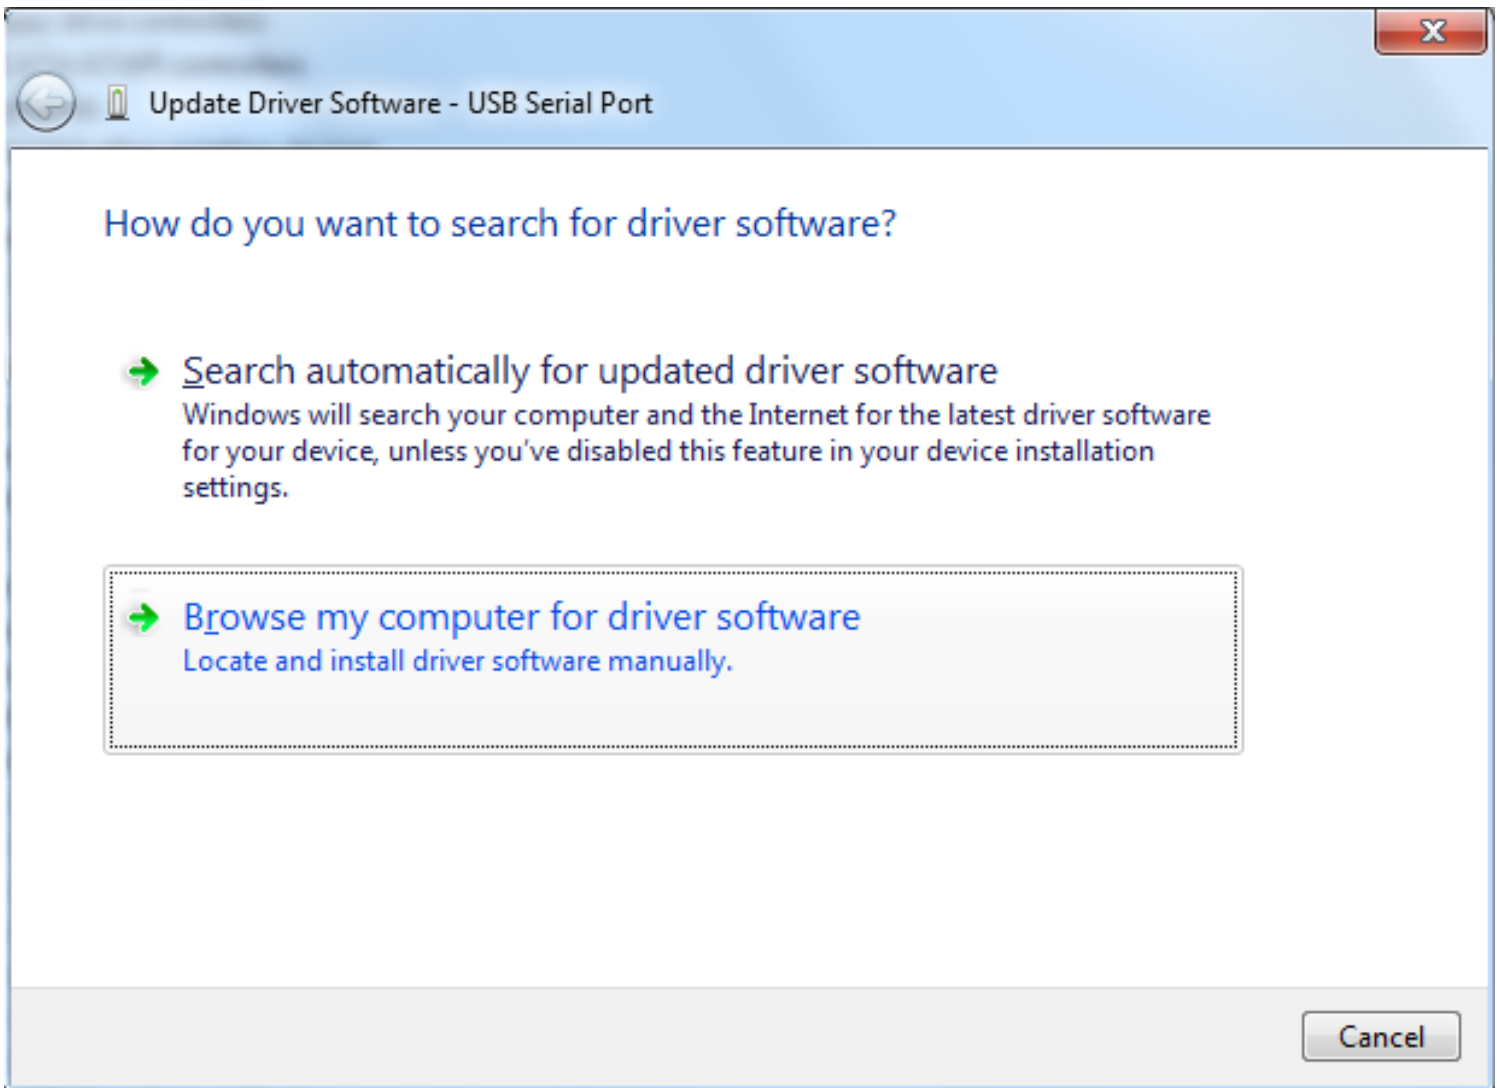 Update Driver Software - USB Serial Port
How do you want to search for driver software?
Search automatically for updated driver software
Windows will search your computer and the Internet for the latest driver software
for your device, unless you've disabled this feature in your device installation
settings.
Browse my computer for driver software
Locate and install driver software manually.
Cancel